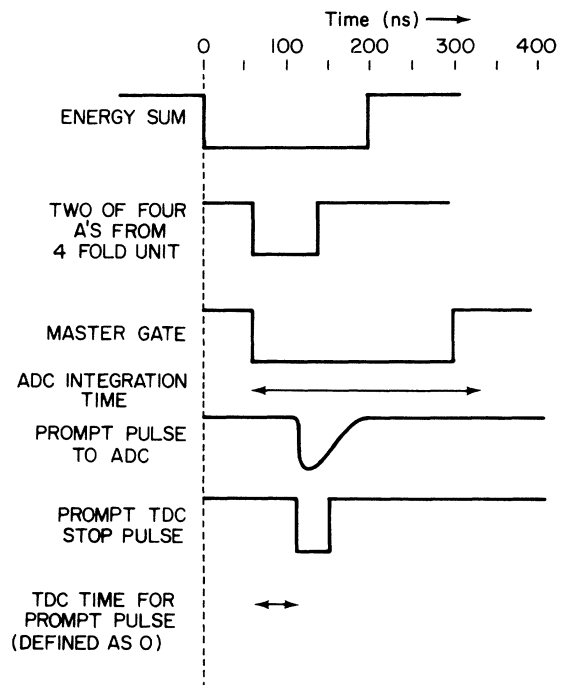 Time (ns)
0 100 200 300 400
ENERGY SUM
TWO OF FOUR
A'S FROM
4 FOLD UNIT
MASTER GATE
ADC INTEGRATION
TIME
PROMPT PULSE
TO ADC
PROMPT TDC
STOP PULSE
TDC TIME FOR
PROMPT PULSE
(DEFINED AS 0)